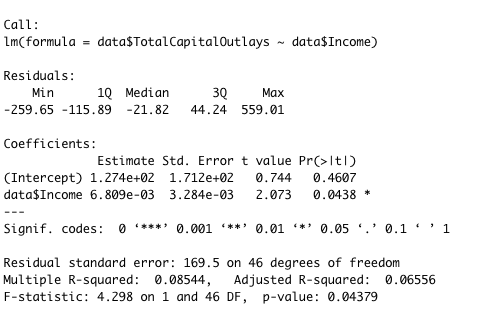 Call:
lm(formula = data$TotalCapitalOutlays ~ data$Income)
Residuals:
Min 1Q Median 3Q Max
-259.65 -115.89 -21.82 44.24 559.01
Coefficients:
Estimate Std. Error t value Pr(>|t|)
(Intercept) 1.274e+02 1.712e+02 0.744 0.4607
data$Income 6.809e-03 3.284e-03 2.073 0.0438 *
---
Signif. codes: 0 ‘***’ 0.001 ‘**’ 0.01 ‘*’ 0.05 ‘.’ 0.1 ‘ ’ 1
Residual standard error: 169.5 on 46 degrees of freedom
Multiple R-squared: 0.08544, Adjusted R-squared: 0.06556
F-statistic: 4.298 on 1 and 46 DF, p-value: 0.04379